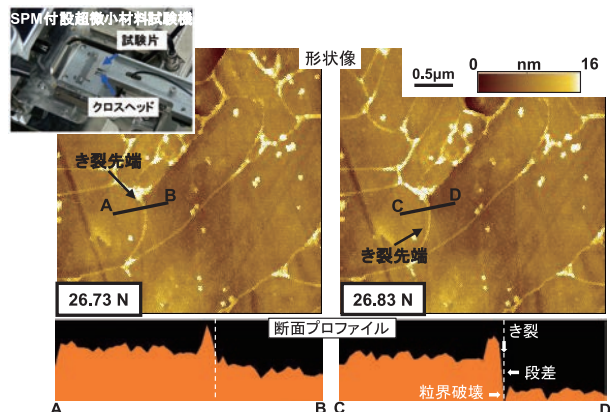 SPM付設超微小材料試験機
試験片
クロスヘッド
形状像
0.5μm
0 nm 16
き裂先端
A B
26.73 N
C D
き裂先端
26.83 N
断面プロファイル
き裂
段差
粒界破壊
A B C D